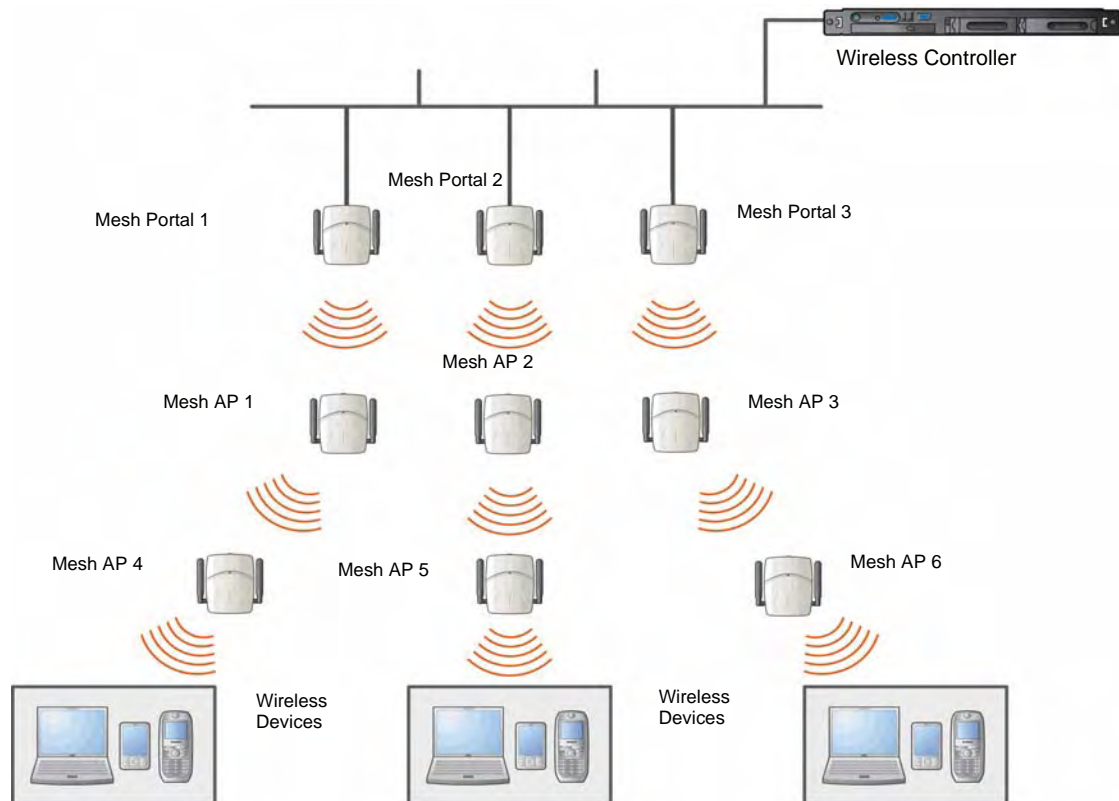 Wireless Controller
Mesh Portal 2
Mesh Portal 1
Mesh Portal 3
Mesh AP 2
Mesh AP 1
Mesh AP 3
Mesh AP 4
Mesh AP 5
Mesh AP 6
Wireless
Devices
Wireless
Devices